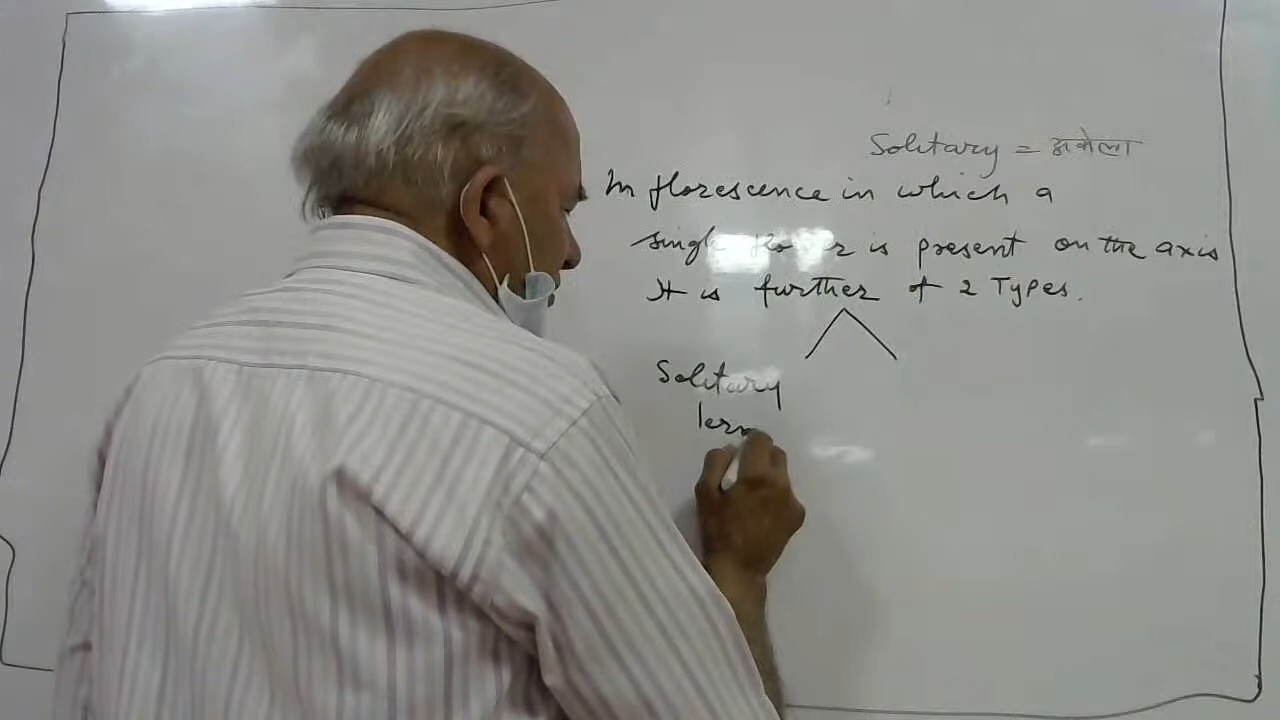 Solitary = अकेला
Inflorescence in which a
single flower is present on the axis
It is further of 2 Types.
Solitary